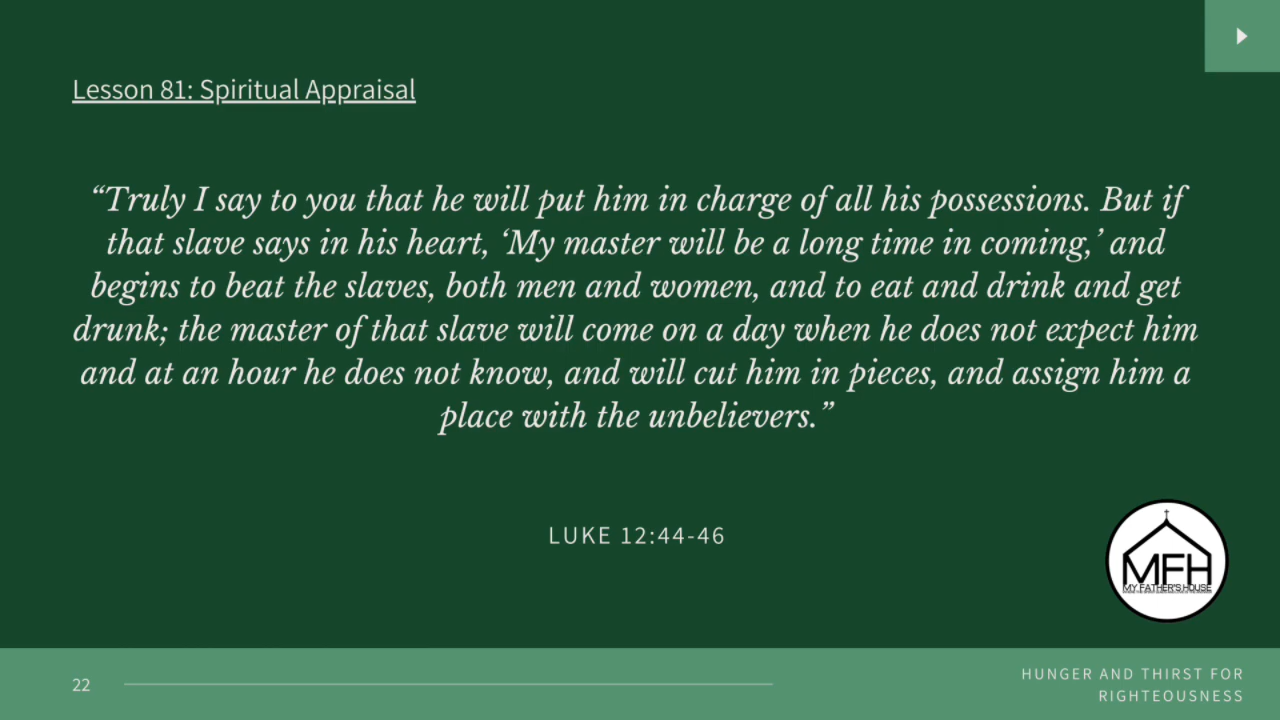 Lesson 81: Spiritual Appraisal
“Truly I say to you that he will put him in charge of all his possessions. But if
that slave says in his heart, ‘My master will be a long time in coming,’ and
begins to beat the slaves, both men and women, and to eat and drink and get
drunk; the master of that slave will come on a day when he does not expect him
and at an hour he does not know, and will cut him in pieces, and assign him a
place with the unbelievers.”
LUKE 12:44-46
MFH
MY FATHER'S HOUSE
22
HUNGER AND THIRST FOR
RIGHTEOUSNESS